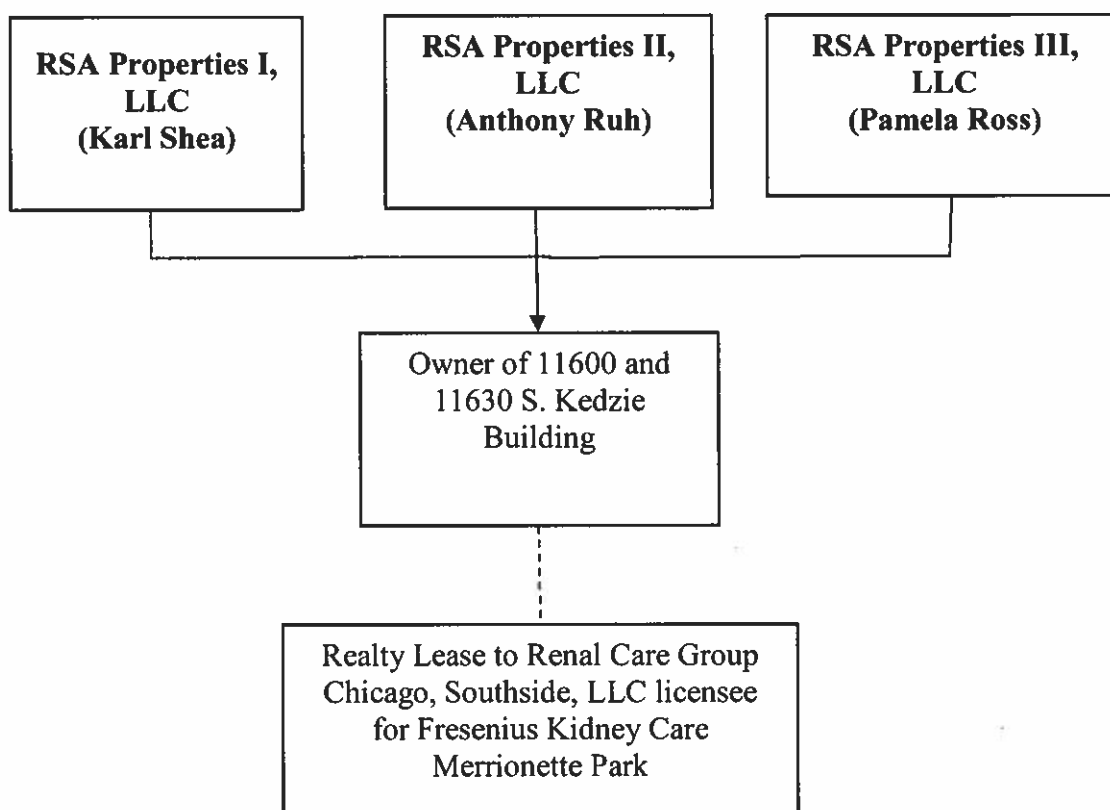 RSA Properties I,
LLC
(Karl Shea)
RSA Properties II,
LLC
(Anthony Ruh)
RSA Properties III,
LLC
(Pamela Ross)
Owner of 11600 and
11630 S. Kedzie
Building
Realty Lease to Renal Care Group
Chicago, Southside, LLC licensee
for Fresenius Kidney Care
Merrionette Park